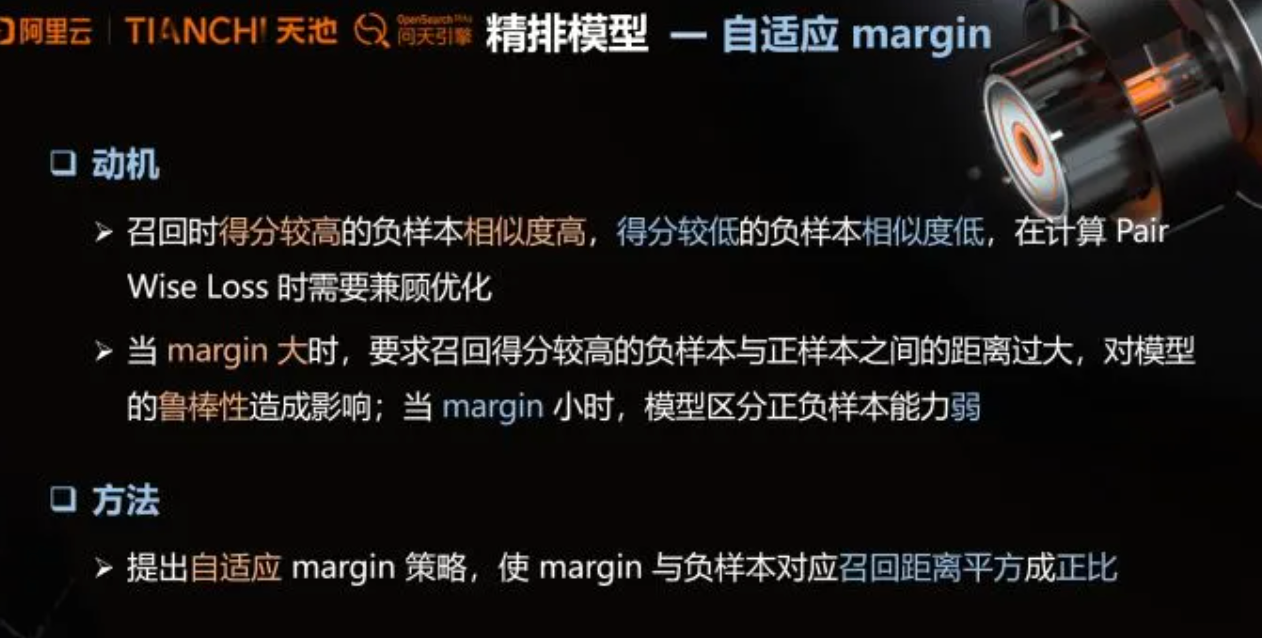 阿里云 TIANCHI 天池 OpenSearch 问天引擎 精排模型 — 自适应 margin
动机
召回时得分较高的负样本相似度高，得分较低的负样本相似度低，在计算 Pair
Wise Loss 时需要兼顾优化
当 margin 大时，要求召回得分较高的负样本与正样本之间的距离过大，对模型
的鲁棒性造成影响；当 margin 小时，模型区分正负样本能力弱
方法
提出自适应 margin 策略，使 margin 与负样本对应召回距离平方成正比